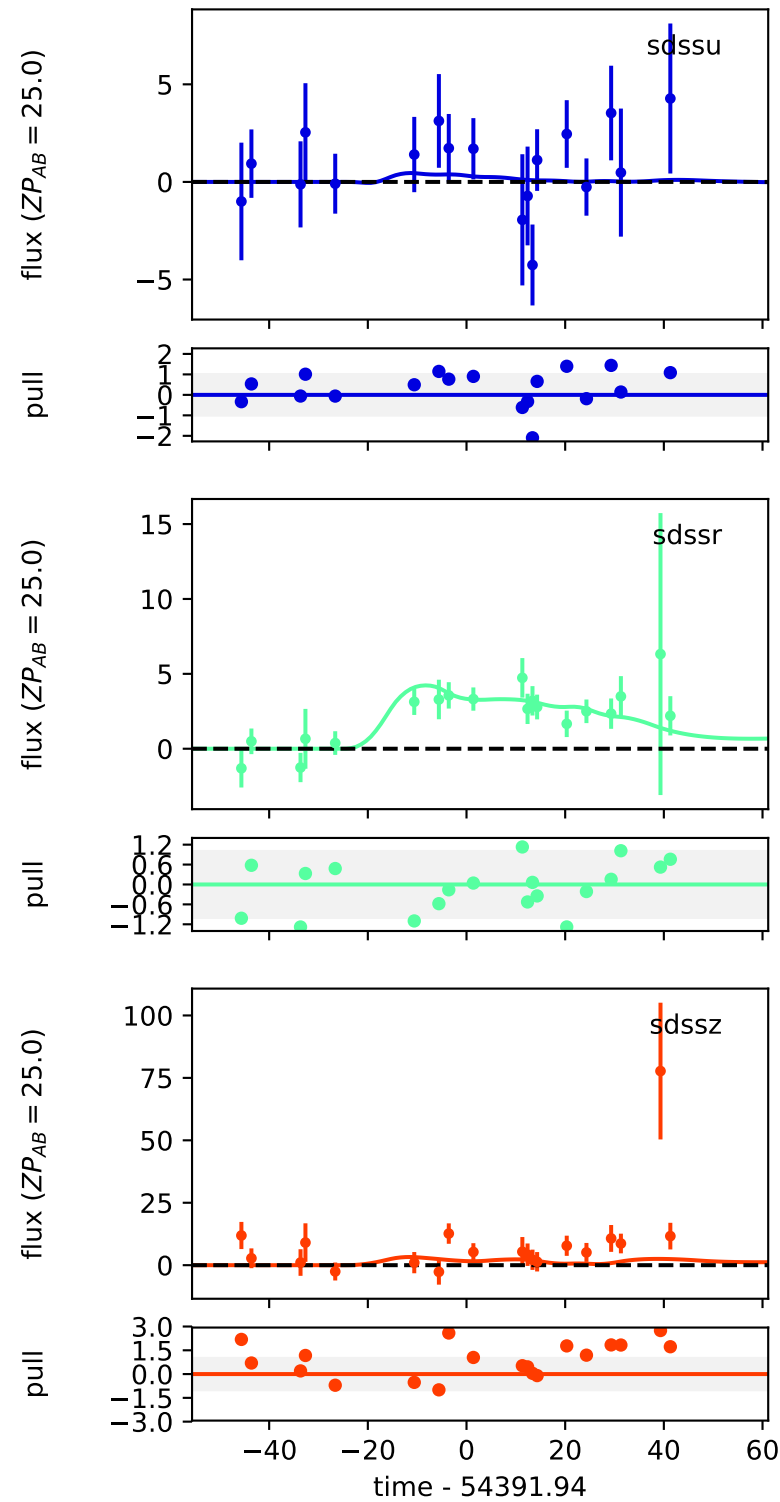 sdssu
flux ($ZP_{AB} = 25.0$)
5
0
−5
pull
2
1
0
−1
−2
sdssr
flux ($ZP_{AB} = 25.0$)
15
10
5
0
pull
1.2
0.6
0.0
−0.6
−1.2
sdssz
flux ($ZP_{AB} = 25.0$)
100
75
50
25
0
pull
3.0
1.5
0.0
−1.5
−3.0
−40 −20 0 20 40 60
time - 54391.94